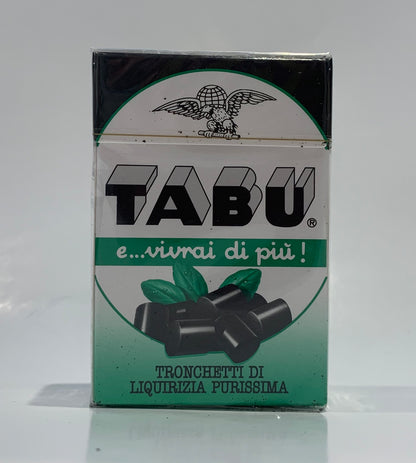 TABU®
e...vivrai di più!
TRONCHETTI DI
LIQUIRIZIA PURISSIMA